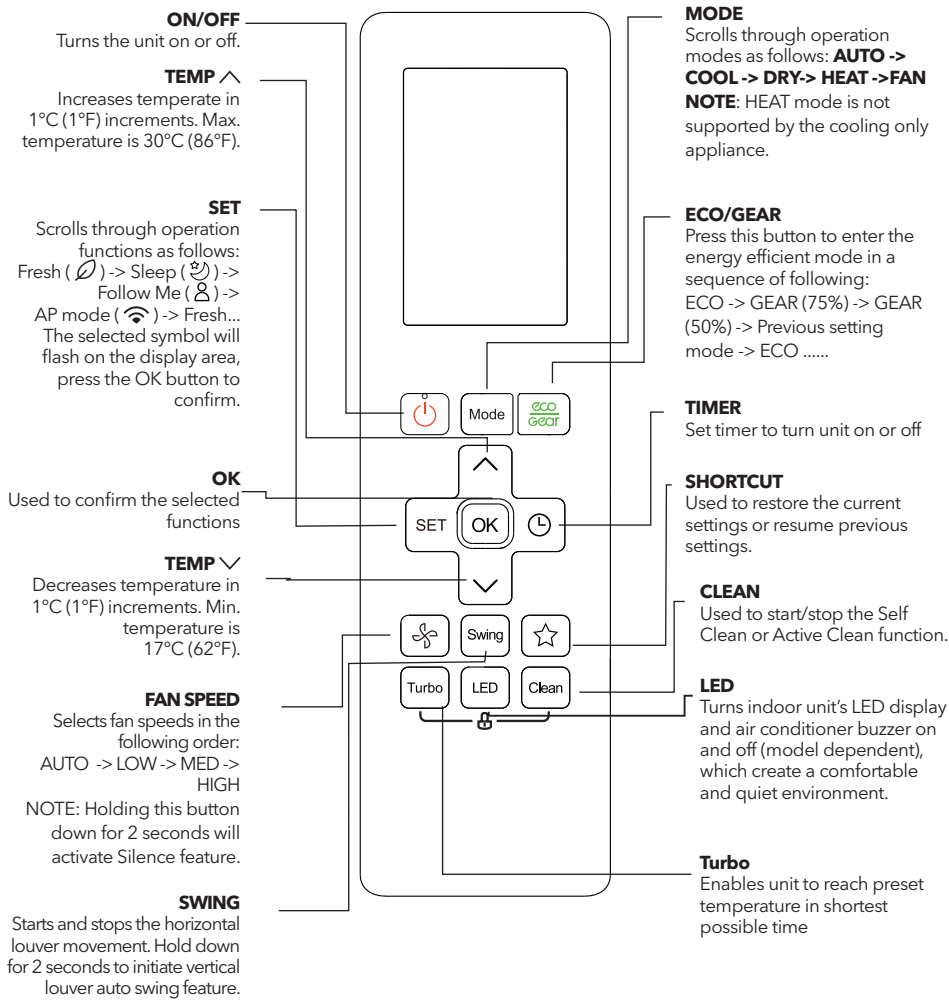 ON/OFF
Turns the unit on or off.
TEMP
Increases temperate in
1°C (1°F) increments. Max.
temperature is 30°C (86°F).
SET
Scrolls through operation
functions as follows:
Fresh ( ) -> Sleep ( ) ->
Follow Me ( ) ->
AP mode ( ) -> Fresh...
The selected symbol will
flash on the display area,
press the OK button to
confirm.
OK
Used to confirm the selected
functions
TEMP
Decreases temperature in
1°C (1°F) increments. Min.
temperature is
17°C (62°F).
FAN SPEED
Selects fan speeds in the
following order:
AUTO -> LOW -> MED ->
HIGH
NOTE: Holding this button
down for 2 seconds will
activate Silence feature.
SWING
Starts and stops the horizontal
louver movement. Hold down
for 2 seconds to initiate vertical
louver auto swing feature.
Mode
eco
Gear
SET
OK
Swing
Turbo
LED
Clean
MODE
Scrolls through operation
modes as follows: AUTO ->
COOL -> DRY-> HEAT ->FAN
NOTE: HEAT mode is not
supported by the cooling only
appliance.
ECO/GEAR
Press this button to enter the
energy efficient mode in a
sequence of following:
ECO -> GEAR (75%) -> GEAR
(50%) -> Previous setting
mode -> ECO ......
TIMER
Set timer to turn unit on or off
SHORTCUT
Used to restore the current
settings or resume previous
settings.
CLEAN
Used to start/stop the Self
Clean or Active Clean function.
LED
Turns indoor unit's LED display
and air conditioner buzzer on
and off (model dependent),
which create a comfortable
and quiet environment.
Turbo
Enables unit to reach preset
temperature in shortest
possible time